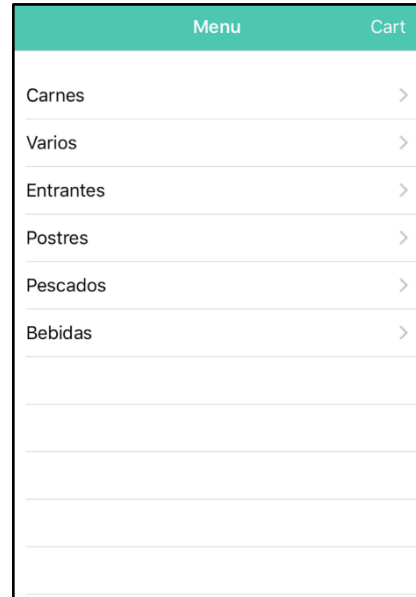 Menu Cart
Carnes
Varios
Entrantes
Postres
Pescados
Bebidas